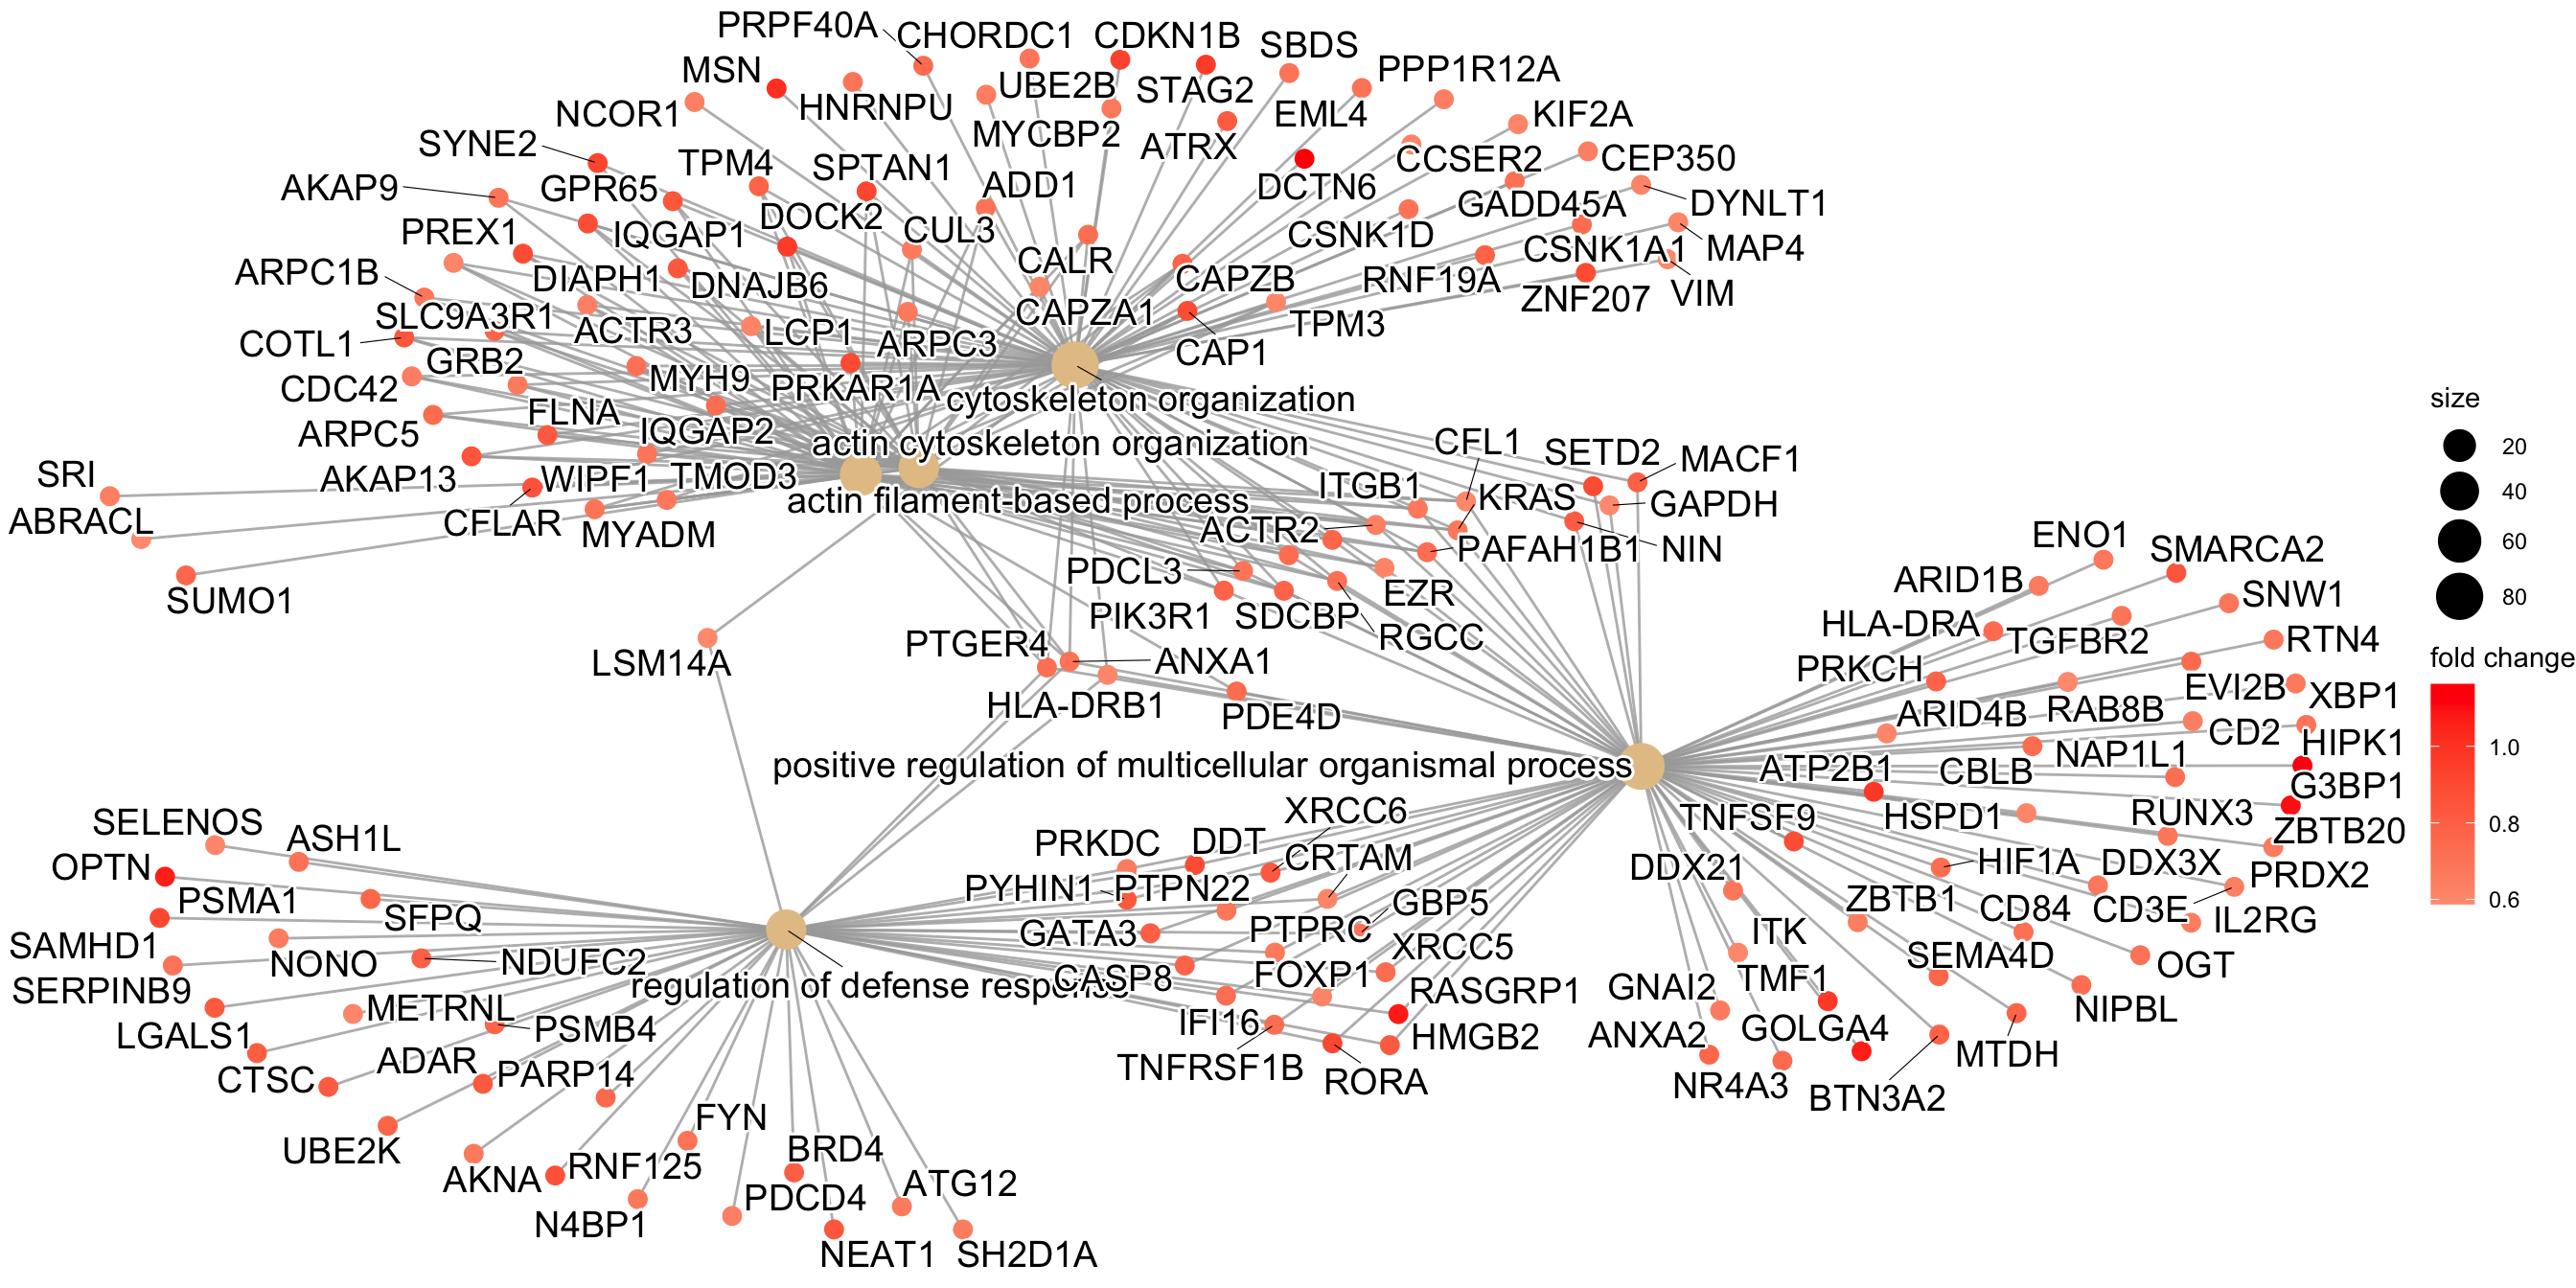 PRPF40A
CHORDC1
CDKN1B
SBDS
MSN
HNRNPU
UBE2B
STAG2
PPP1R12A
NCOR1
MYCBP2
ATRX
EML4
KIF2A
SYNE2
TPM4
SPTAN1
ADD1
DCTN6
CCSER2
CEP350
AKAP9
GPR65
DOCK2
CUL3
GADD45A
DYNLT1
PREX1
IQGAP1
CALR
CSNK1D
CSNK1A1
MAP4
ARPC1B
DIAPH1
DNAJB6
CAPZB
RNF19A
ZNF207
VIM
SLC9A3R1
ACTR3
LCP1
ARPC3
CAPZA1
TPM3
COTL1
GRB2
CAP1
CDC42
MYH9
PRKAR1A
cytoskeleton organization
ARPC5
FLNA
IQGAP2
actin cytoskeleton organization
CFL1
SETD2
MACF1
SRI
AKAP13
WIPF1
TMOD3
actin filament-based process
ITGB1
KRAS
GAPDH
ABRACL
CFLAR
MYADM
ACTR2
PAFAH1B1
NIN
SUMO1
PDCL3
EZR
PIK3R1
SDCBP
RGCC
LSM14A
PTGER4
ANXA1
HLA-DRB1
PDE4D
ENO1
SMARCA2
ARID1B
SNW1
HLA-DRA
TGFBR2
RTN4
PRKCH
EVI2B
XBP1
ARID4B
RAB8B
CD2
HIPK1
positive regulation of multicellular organismal process
ATP2B1
CBLB
NAP1L1
G3BP1
TNFSF9
HSPD1
RUNX3
ZBTB20
DDX21
HIF1A
DDX3X
PRDX2
ZBTB1
CD84
CD3E
IL2RG
ITK
SEMA4D
OGT
GNAI2
TMF1
NIPBL
ANXA2
GOLGA4
MTDH
NR4A3
BTN3A2
XRCC6
PRKDC
DDT
CRTAM
PYHIN1
PTPN22
GBP5
GATA3
PTPRC
XRCC5
CASP8
FOXP1
RASGRP1
IFI16
HMGB2
TNFRSF1B
RORA
SELENOS
ASH1L
OPTN
PSMA1
SFPQ
SAMHD1
NONO
NDUFC2
regulation of defense response
SERPINB9
METRNL
LGALS1
PSMB4
CTSC
ADAR
PARP14
UBE2K
FYN
AKNA
RNF125
BRD4
N4BP1
PDCD4
ATG12
NEAT1
SH2D1A
size
20
40
60
80
fold change
1.0
0.8
0.6